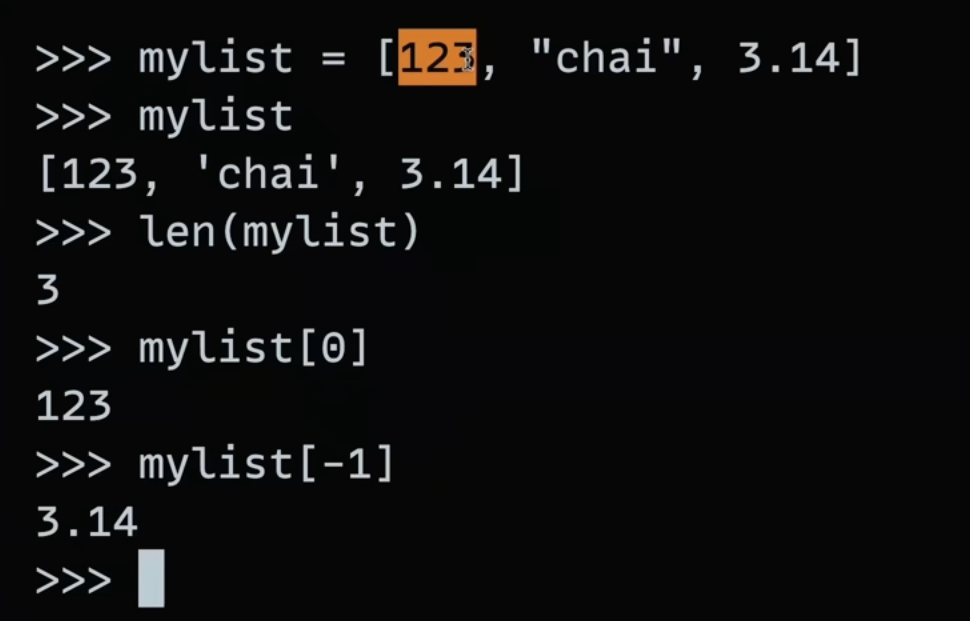 >>> mylist = [123, "chai", 3.14]
>>> mylist
[123, 'chai', 3.14]
>>> len(mylist)
3
>>> mylist[0]
123
>>> mylist[-1]
3.14
>>>